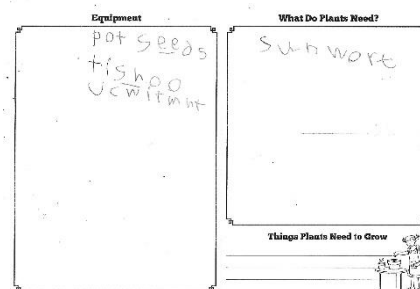 Equipment
pot seeds
tishoo
ucwitmnt
What Do Plants Need?
sun wort
Things Plants Need to Grow